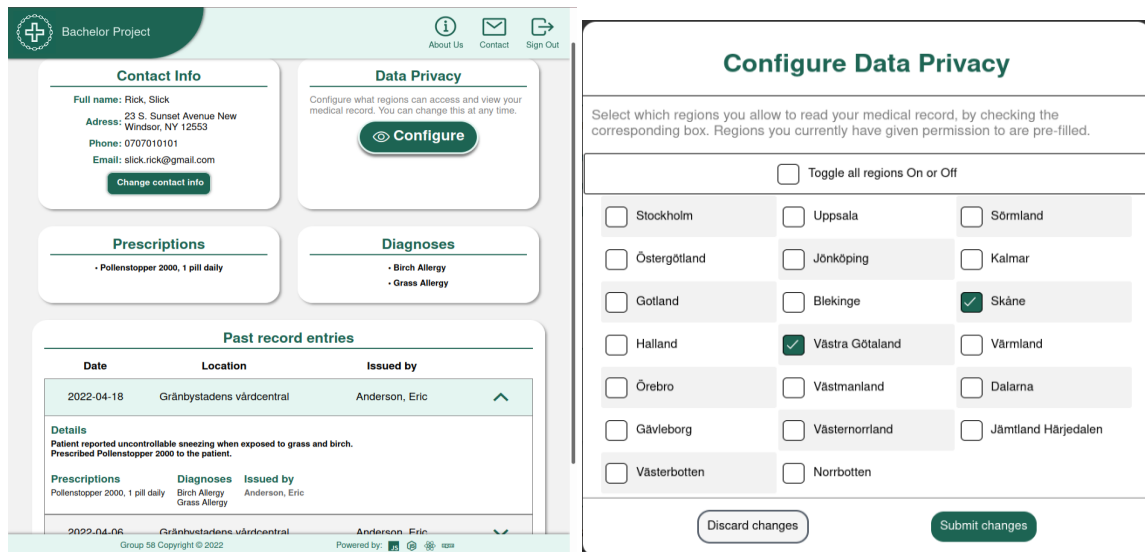 Bachelor Project
About Us
Contact
Sign Out
Contact Info
Full name: Rick, Slick
Adress: 23 S. Sunset Avenue New
Windsor, NY 12553
Phone: 0707010101
Email: slick.rick@gmail.com
Change contact info
Data Privacy
Configure what regions can access and view your
medical record. You can change this at any time.
Configure
Prescriptions
• Pollenstopper 2000, 1 pill daily
Diagnoses
• Birch Allergy
• Grass Allergy
Past record entries
Date Location Issued by
2022-04-18 Gränbystadens vårdcentral Anderson, Eric
Details
Patient reported uncontrollable sneezing when exposed to grass and birch.
Prescribed Pollenstopper 2000 to the patient.
Prescriptions Diagnoses Issued by
Pollenstopper 2000, 1 pill daily Birch Allergy Anderson, Eric
Grass Allergy
2022-04-06 Gränbystadens vårdcentral Anderson, Eric
Group 58 Copyright © 2022
Powered by: JS
Configure Data Privacy
Select which regions you allow to read your medical record, by checking the
corresponding box. Regions you currently have given permission to are pre-filled.
Toggle all regions On or Off
Stockholm Uppsala Sörmland
Östergötland Jönköping Kalmar
Gotland Blekinge Skåne
Halland Västra Götaland Värmland
Örebro Västmanland Dalarna
Gävleborg Västernorrland Jämtland Härjedalen
Västerbotten Norrbotten
Discard changes
Submit changes